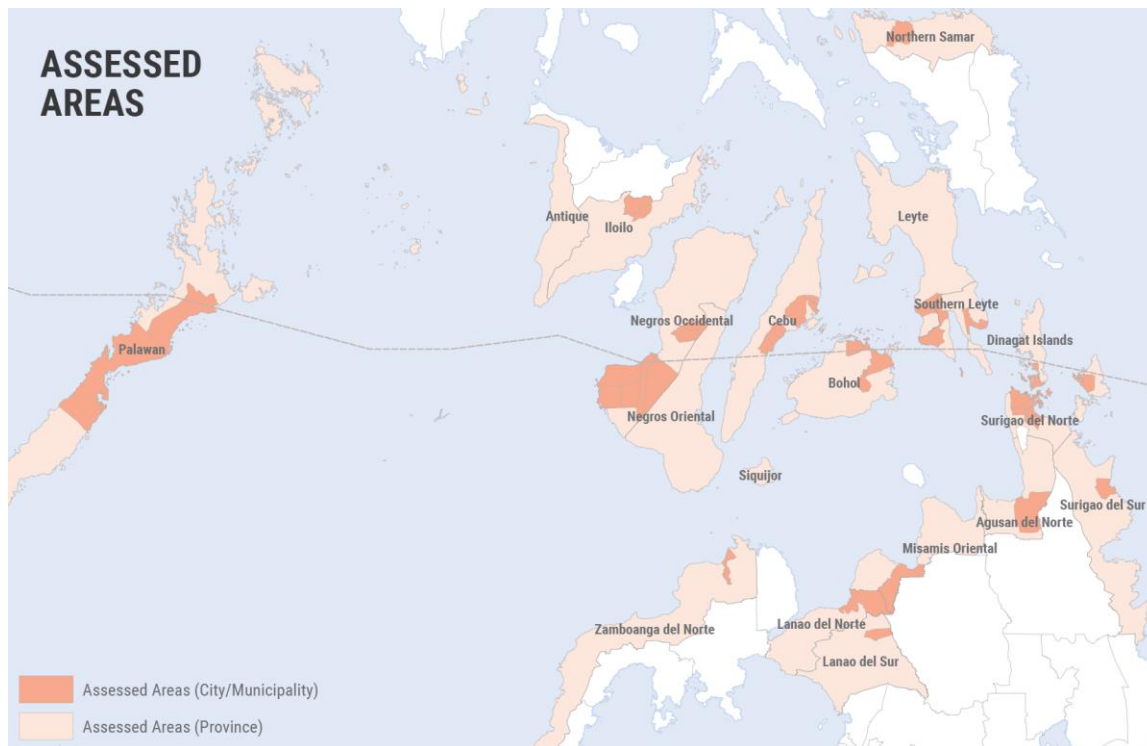 ASSESSED
AREAS
Northern Samar
Antique
Iloilo
Leyte
Negros Occidental
Cebu
Southern Leyte
Dinagat Islands
Palawan
Bohol
Negros Oriental
Surigao del Norte
Siquijor
Surigao del Sur
Agusan del Norte
Misamis Oriental
Zamboanga del Norte
Lanao del Norte
Lanao del Sur
Assessed Areas (City/Municipality)
Assessed Areas (Province)